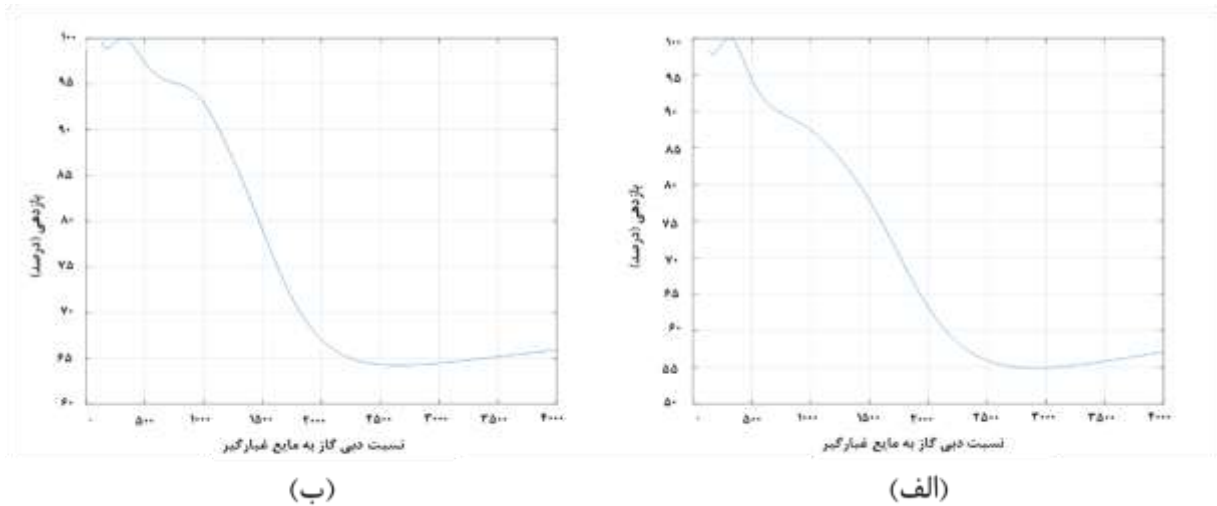 ۱۰۰
۹۵
۹۰
۸۵
۸۰
۷۵
۷۰
۶۵
۶۰
۵۵
۵۰
بازدهی (درصد)
۰ ۵۰۰ ۱۰۰۰ ۱۵۰۰ ۲۰۰۰ ۲۵۰۰ ۳۰۰۰ ۳۵۰۰ ۴۰۰۰
نسبت دبی گاز به مایع غبارگیر
(الف)
۱۰۰
۹۵
۹۰
۸۵
۸۰
۷۵
۷۰
۶۵
۶۰
بازدهی (درصد)
۰ ۵۰۰ ۱۰۰۰ ۱۵۰۰ ۲۰۰۰ ۲۵۰۰ ۳۰۰۰ ۳۵۰۰ ۴۰۰۰
نسبت دبی گاز به مایع غبارگیر
(ب)